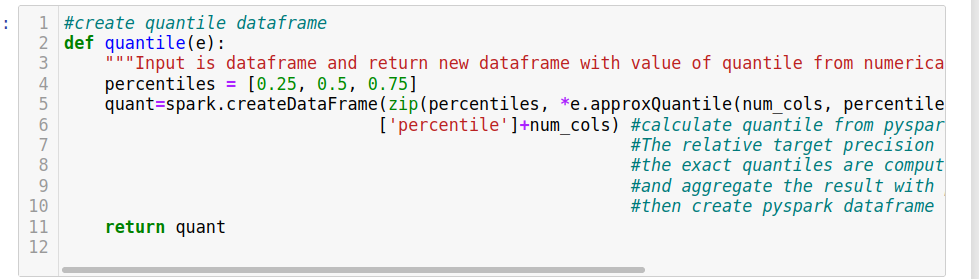 : 1 #create quantile dataframe
2 def quantile(e):
3 """Input is dataframe and return new dataframe with value of quantile from numerica
4 percentiles = [0.25, 0.5, 0.75]
5 quant=spark.createDataFrame(zip(percentiles, *e.approxQuantile(num_cols, percentile
6 ['percentile']+num_cols) #calculate quantile from pyspar
7 #The relative target precision
8 #the exact quantiles are comput
9 #and aggregate the result with
10 #then create pyspark dataframe
11 return quant
12